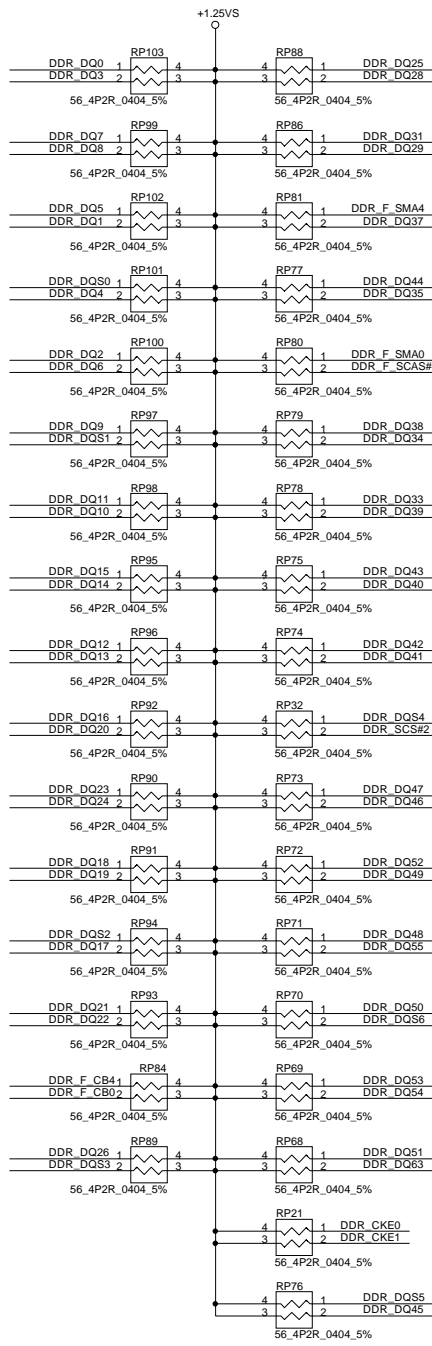 +1.25VS
RP103 RP88
DDR_DQ0 1 4 4 1 DDR_DQ25
DDR_DQ3 2 3 3 2 DDR_DQ28
56_4P2R_0404_5% 56_4P2R_0404_5%
RP99 RP86
DDR_DQ7 1 4 4 1 DDR_DQ31
DDR_DQ8 2 3 3 2 DDR_DQ29
56_4P2R_0404_5% 56_4P2R_0404_5%
RP102 RP81
DDR_DQ5 1 4 4 1 DDR_F_SMA4
DDR_DQ1 2 3 3 2 DDR_DQ37
56_4P2R_0404_5% 56_4P2R_0404_5%
RP101 RP77
DDR_DQS0 1 4 4 1 DDR_DQ44
DDR_DQ4 2 3 3 2 DDR_DQ35
56_4P2R_0404_5% 56_4P2R_0404_5%
RP100 RP80
DDR_DQ2 1 4 4 1 DDR_F_SMA0
DDR_DQ6 2 3 3 2 DDR_F_SCAS#
56_4P2R_0404_5% 56_4P2R_0404_5%
RP97 RP79
DDR_DQ9 1 4 4 1 DDR_DQ38
DDR_DQS1 2 3 3 2 DDR_DQ34
56_4P2R_0404_5% 56_4P2R_0404_5%
RP98 RP78
DDR_DQ11 1 4 4 1 DDR_DQ33
DDR_DQ10 2 3 3 2 DDR_DQ39
56_4P2R_0404_5% 56_4P2R_0404_5%
RP95 RP75
DDR_DQ15 1 4 4 1 DDR_DQ43
DDR_DQ14 2 3 3 2 DDR_DQ40
56_4P2R_0404_5% 56_4P2R_0404_5%
RP96 RP74
DDR_DQ12 1 4 4 1 DDR_DQ42
DDR_DQ13 2 3 3 2 DDR_DQ41
56_4P2R_0404_5% 56_4P2R_0404_5%
RP92 RP32
DDR_DQ16 1 4 4 1 DDR_DQS4
DDR_DQ20 2 3 3 2 DDR_SCS#2
56_4P2R_0404_5% 56_4P2R_0404_5%
RP90 RP73
DDR_DQ23 1 4 4 1 DDR_DQ47
DDR_DQ24 2 3 3 2 DDR_DQ46
56_4P2R_0404_5% 56_4P2R_0404_5%
RP91 RP72
DDR_DQ18 1 4 4 1 DDR_DQ52
DDR_DQ19 2 3 3 2 DDR_DQ49
56_4P2R_0404_5% 56_4P2R_0404_5%
RP94 RP71
DDR_DQS2 1 4 4 1 DDR_DQ48
DDR_DQ17 2 3 3 2 DDR_DQ55
56_4P2R_0404_5% 56_4P2R_0404_5%
RP93 RP70
DDR_DQ21 1 4 4 1 DDR_DQ50
DDR_DQ22 2 3 3 2 DDR_DQS6
56_4P2R_0404_5% 56_4P2R_0404_5%
RP84 RP69
DDR_F_CB4 1 4 4 1 DDR_DQ53
DDR_F_CB0 2 3 3 2 DDR_DQ54
56_4P2R_0404_5% 56_4P2R_0404_5%
RP89 RP68
DDR_DQ26 1 4 4 1 DDR_DQ51
DDR_DQS3 2 3 3 2 DDR_DQ63
56_4P2R_0404_5% 56_4P2R_0404_5%
RP21
4 1 DDR_CKE0
3 2 DDR_CKE1
56_4P2R_0404_5%
RP76
4 1 DDR_DQS5
3 2 DDR_DQ45
56_4P2R_0404_5%